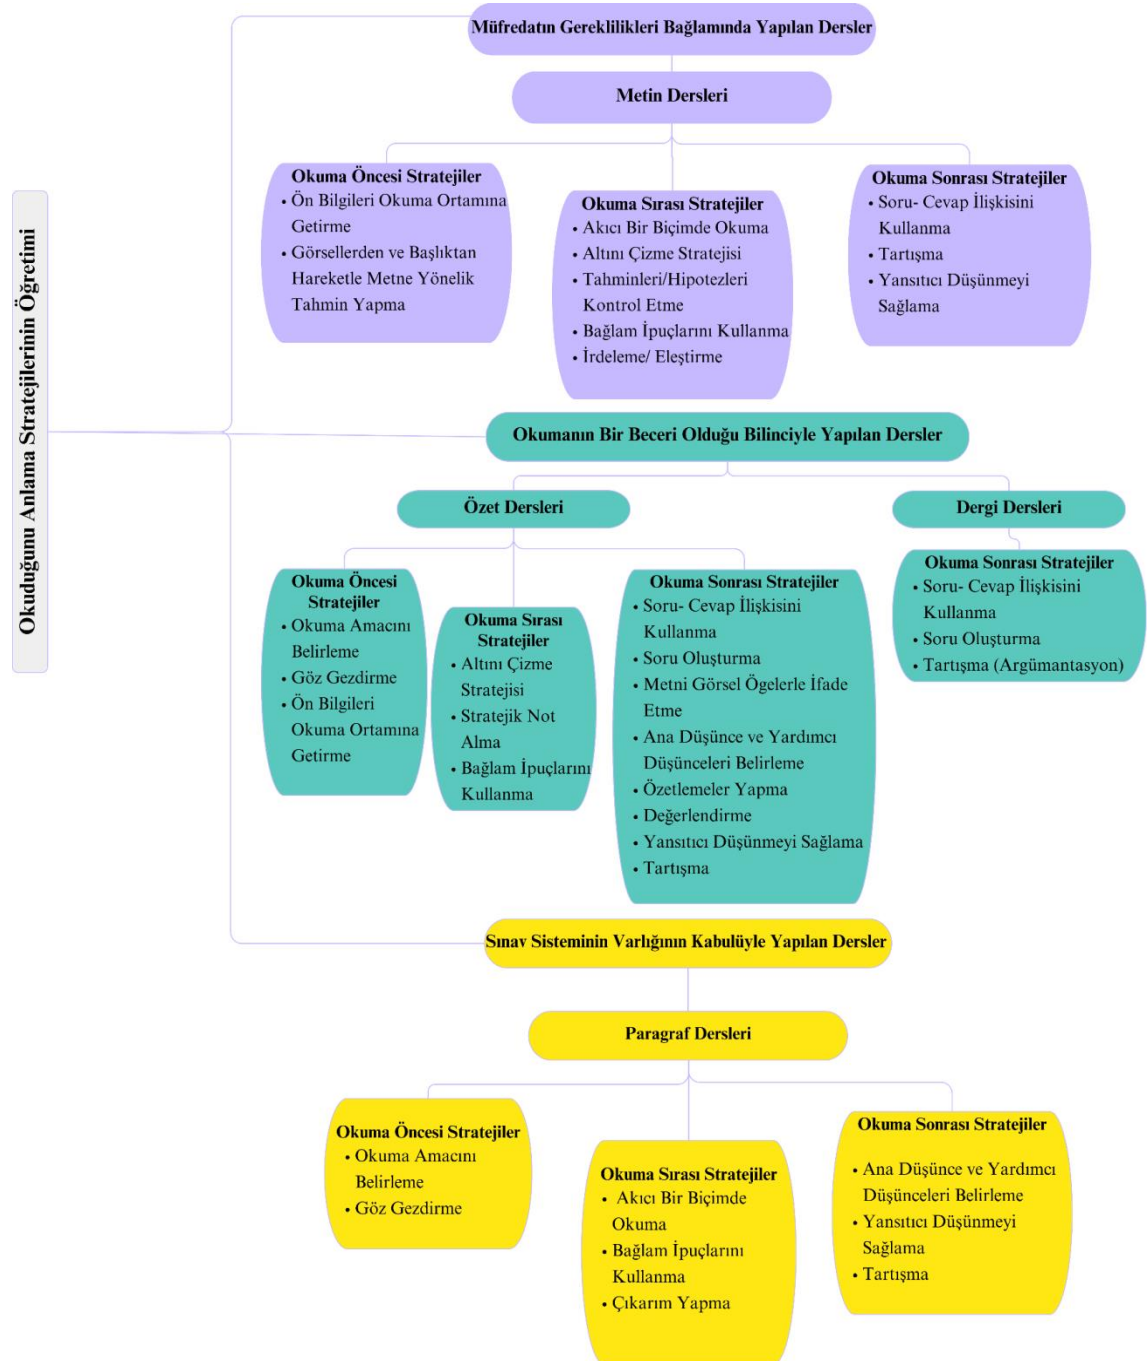 Okuduğunu Anlama Stratejilerinin Öğretimi
Müfredatın Gereklilikleri Bağlamında Yapılan Dersler
Metin Dersleri
Okuma Öncesi Stratejiler
• Ön Bilgileri Okuma Ortamına
Getirme
• Görsellerden ve Başlıktan
Hareketle Metne Yönelik
Tahmin Yapma
Okuma Sırası Stratejiler
• Akıcı Bir Biçimde Okuma
• Altını Çizme Stratejisi
• Tahminleri/Hipotezleri
Kontrol Etme
• Bağlam İpuçlarını Kullanma
• İrdeleme/ Eleştirme
Okuma Sonrası Stratejiler
• Soru- Cevap İlişkisini
Kullanma
• Tartışma
• Yansıtıcı Düşünmeyi
Sağlama
Okumanın Bir Beceri Olduğu Bilinciyle Yapılan Dersler
Özet Dersleri
Okuma Öncesi
Stratejiler
• Okuma Amacını
Belirleme
• Göz Gezdirme
• Ön Bilgileri
Okuma Ortamına
Getirme
Okuma Sırası
Stratejiler
• Altını Çizme
Stratejisi
• Stratejik Not
Alma
• Bağlam İpuçlarını
Kullanma
Okuma Sonrası Stratejiler
• Soru- Cevap İlişkisini
Kullanma
• Soru Oluşturma
• Metni Görsel Ögelerle İfade
Etme
• Ana Düşünce ve Yardımcı
Düşünceleri Belirleme
• Özetlemeler Yapma
• Değerlendirme
• Yansıtıcı Düşünmeyi Sağlama
• Tartışma
Dergi Dersleri
Okuma Sonrası Stratejiler
• Soru- Cevap İlişkisini
Kullanma
• Soru Oluşturma
• Tartışma (Argümantasyon)
Sınav Sisteminin Varlığının Kabulüyle Yapılan Dersler
Paragraf Dersleri
Okuma Öncesi Stratejiler
• Okuma Amacını
Belirleme
• Göz Gezdirme
Okuma Sırası Stratejiler
• Akıcı Bir Biçimde
Okuma
• Bağlam İpuçlarını
Kullanma
• Çıkarım Yapma
Okuma Sonrası Stratejiler
• Ana Düşünce ve Yardımcı
Düşünceleri Belirleme
• Yansıtıcı Düşünmeyi
Sağlama
• Tartışma